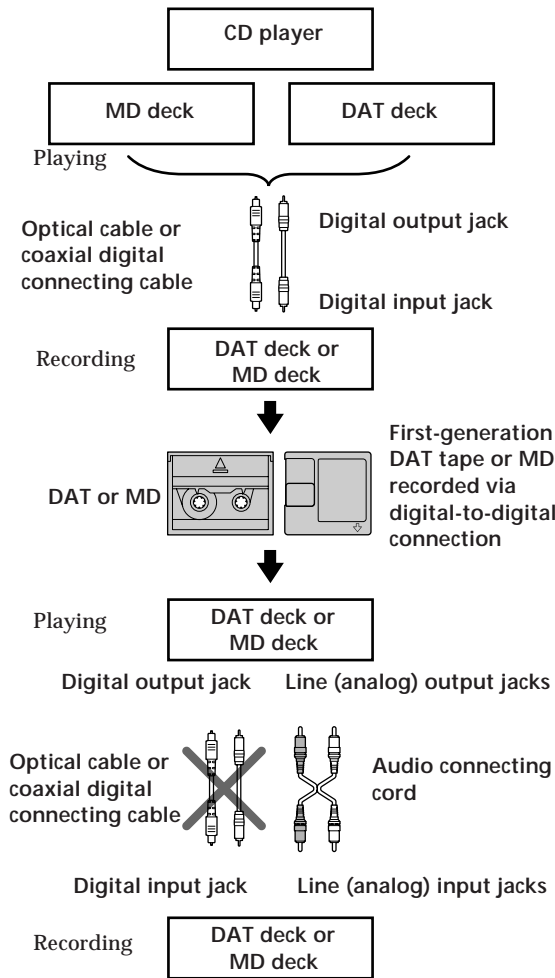 CD player
MD deck
DAT deck
Playing
Optical cable or
coaxial digital
connecting cable
Digital output jack
Digital input jack
Recording
DAT deck or
MD deck
DAT or MD
First-generation
DAT tape or MD
recorded via
digital-to-digital
connection
Playing
DAT deck or
MD deck
Digital output jack
Line (analog) output jacks
Optical cable or
coaxial digital
connecting cable
Audio connecting
cord
Digital input jack
Line (analog) input jacks
Recording
DAT deck or
MD deck